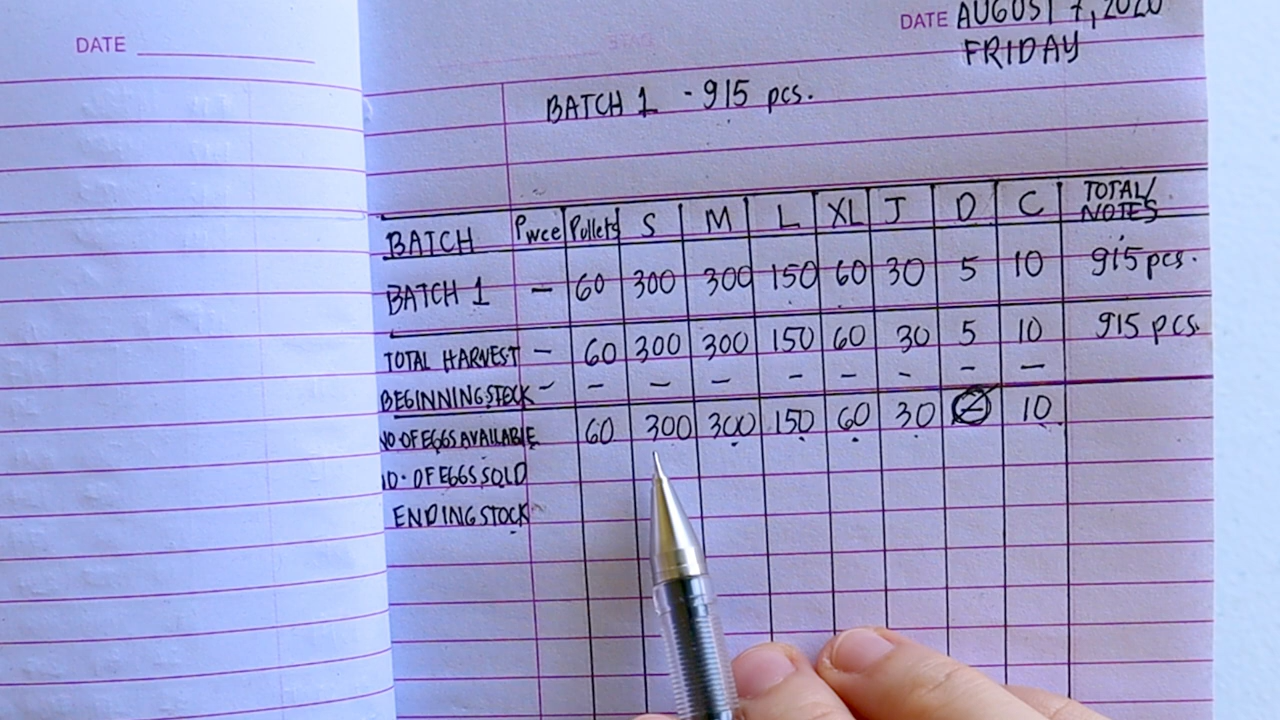 DATE
DATE AUGUST 7, 2020
FRIDAY
BATCH 1 - 915 pcs.
BATCH Pwee Pullets S M L XL J D C TOTAL/ NOTES
BATCH 1 - 60 300 300 150 60 30 5 10 915 pcs.
TOTAL HARVEST - 60 300 300 150 60 30 5 10 915 pcs.
BEGINNING STOCK - - - - - - - - -
NO. OF EGGS AVAILABLE 60 300 300 150 60 30 10
NO. OF EGGS SOLD
ENDING STOCK